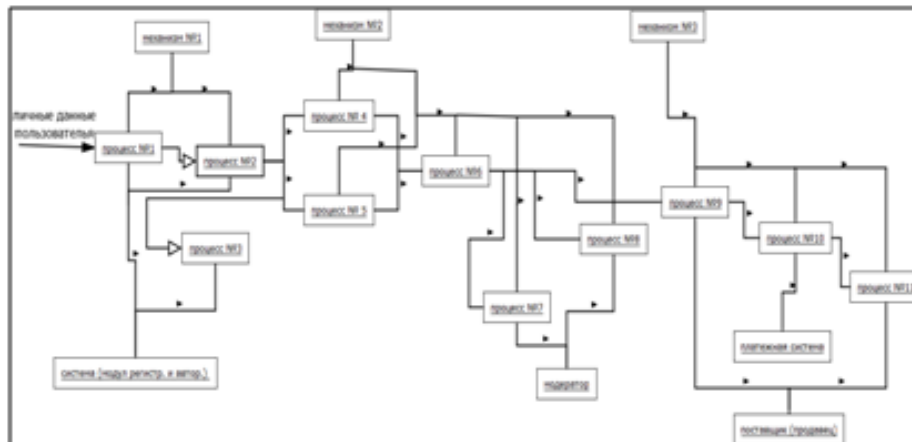 механизм №1
механизм №2
механизм №3
личные данные
пользователя
процесс №1
процесс №2
процесс №3
процесс № 4
процесс № 5
процесс №6
процесс №7
процесс №8
процесс №9
процесс №10
процесс №11
система (модул регистр. и автор.)
модератор
платежная система
поставщик (продавец)